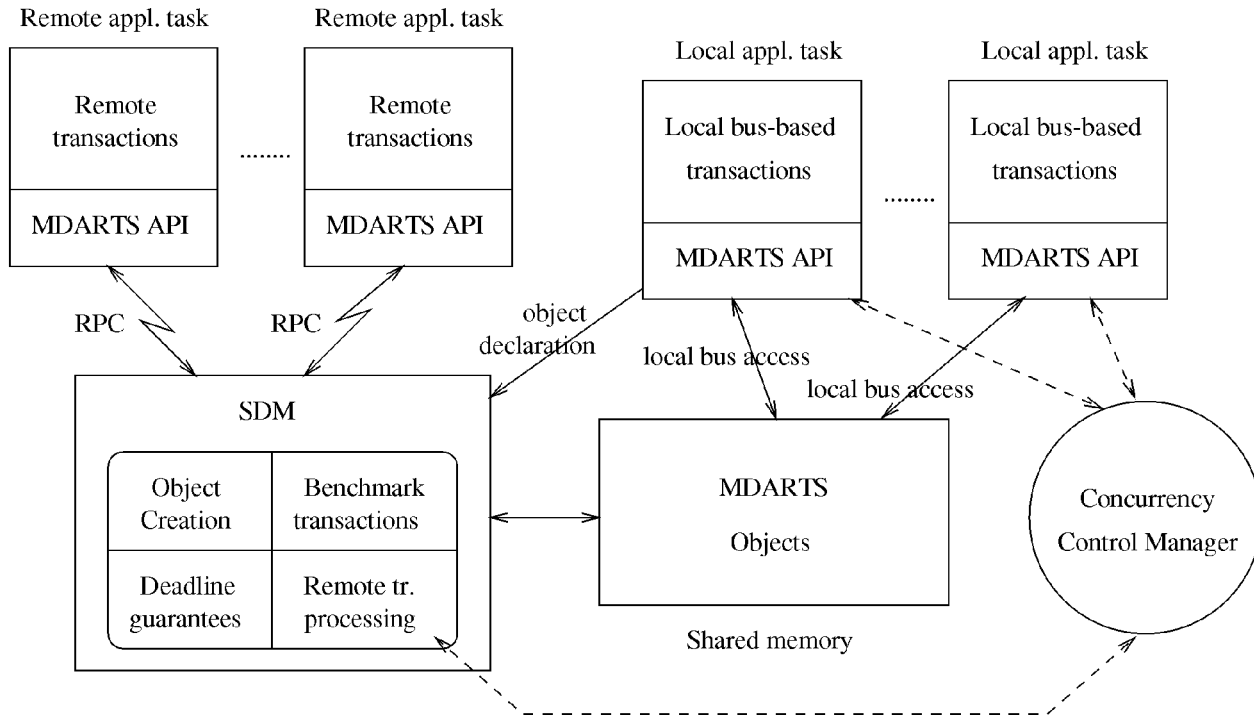 Remote appl. task
Remote appl. task
Local appl. task
Local appl. task
Remote
transactions
Remote
transactions
Local bus-based
transactions
Local bus-based
transactions
........
........
MDARTS API
MDARTS API
MDARTS API
MDARTS API
RPC
RPC
object
declaration
local bus access
local bus access
SDM
Object
Creation
Benchmark
transactions
Deadline
guarantees
Remote tr.
processing
MDARTS
Objects
Shared memory
Concurrency
Control Manager